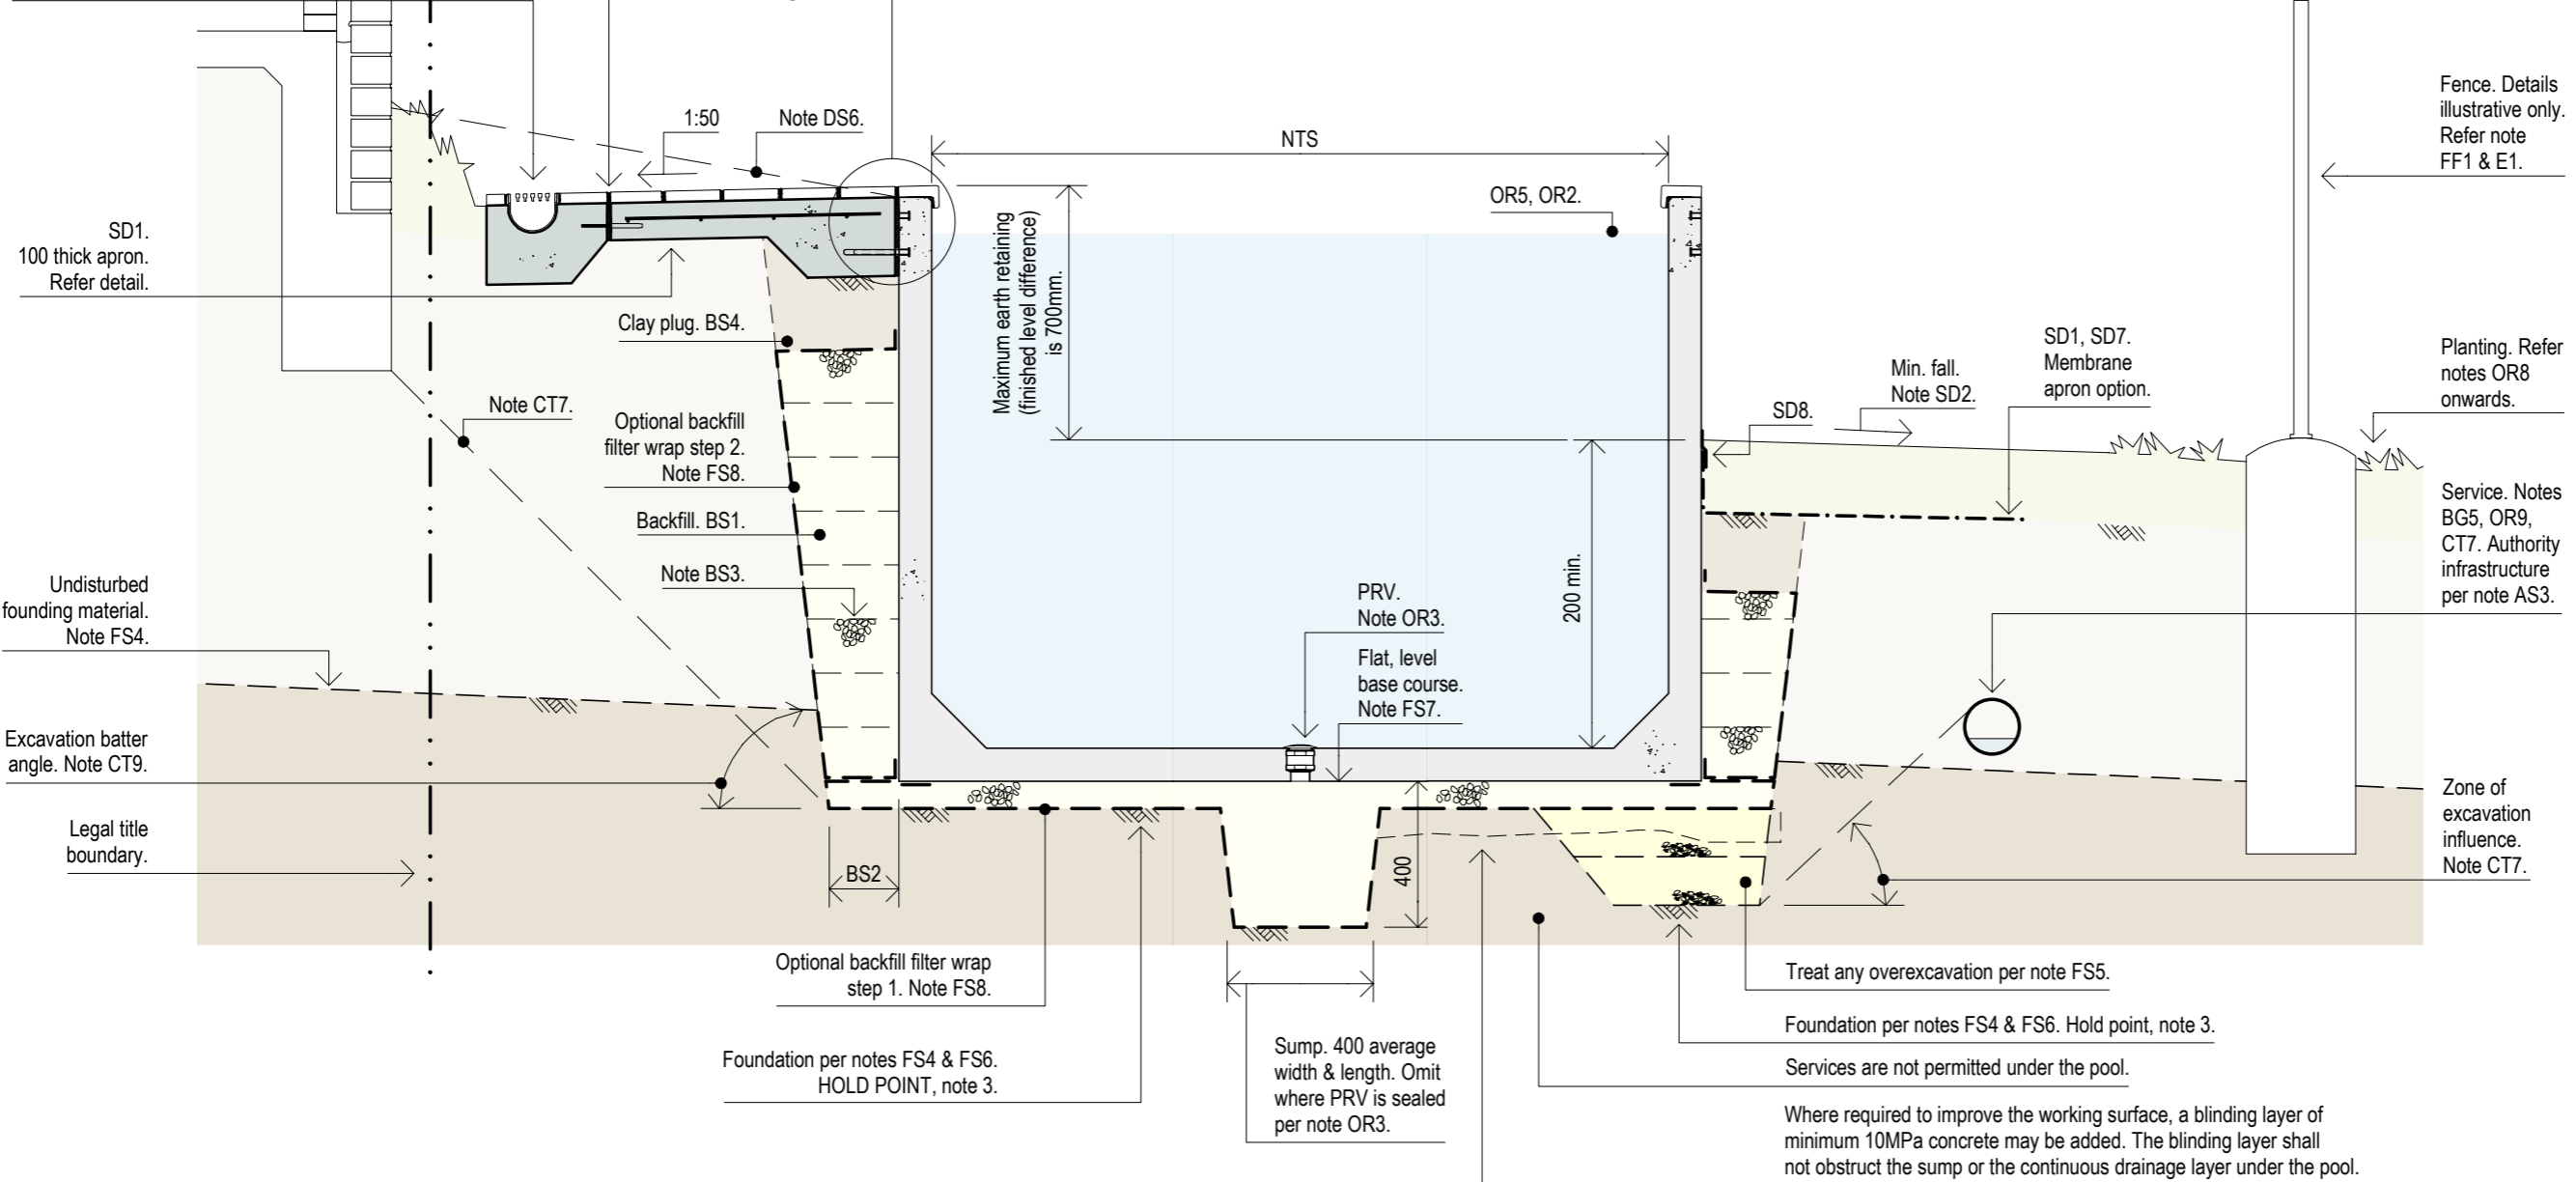 Fence. Details
illustrative only.
Refer note
FF1 & E1.
1:50
Note DS6.
NTS
OR5, OR2.
SD1.
100 thick apron.
Refer detail.
Maximum earth retaining
(finished level difference)
is 700mm.
Clay plug. BS4.
SD1, SD7.
Membrane
apron option.
Planting. Refer
notes OR8
onwards.
Min. fall.
Note SD2.
Note CT7.
SD8.
Optional backfill
filter wrap step 2.
Note FS8.
Backfill. BS1.
Service. Notes
BG5, OR9,
CT7. Authority
infrastructure
per note AS3.
Note BS3.
Undisturbed
founding material.
Note FS4.
PRV.
Note OR3.
200 min.
Flat, level
base course.
Note FS7.
Excavation batter
angle. Note CT9.
Zone of
excavation
influence.
Note CT7.
Legal title
boundary.
BS2
400
Optional backfill filter wrap
step 1. Note FS8.
Treat any overexcavation per note FS5.
Foundation per notes FS4 & FS6. Hold point, note 3.
Foundation per notes FS4 & FS6.
HOLD POINT, note 3.
Sump. 400 average
width & length. Omit
where PRV is sealed
per note OR3.
Services are not permitted under the pool.
Where required to improve the working surface, a blinding layer of
minimum 10MPa concrete may be added. The blinding layer shall
not obstruct the sump or the continuous drainage layer under the pool.